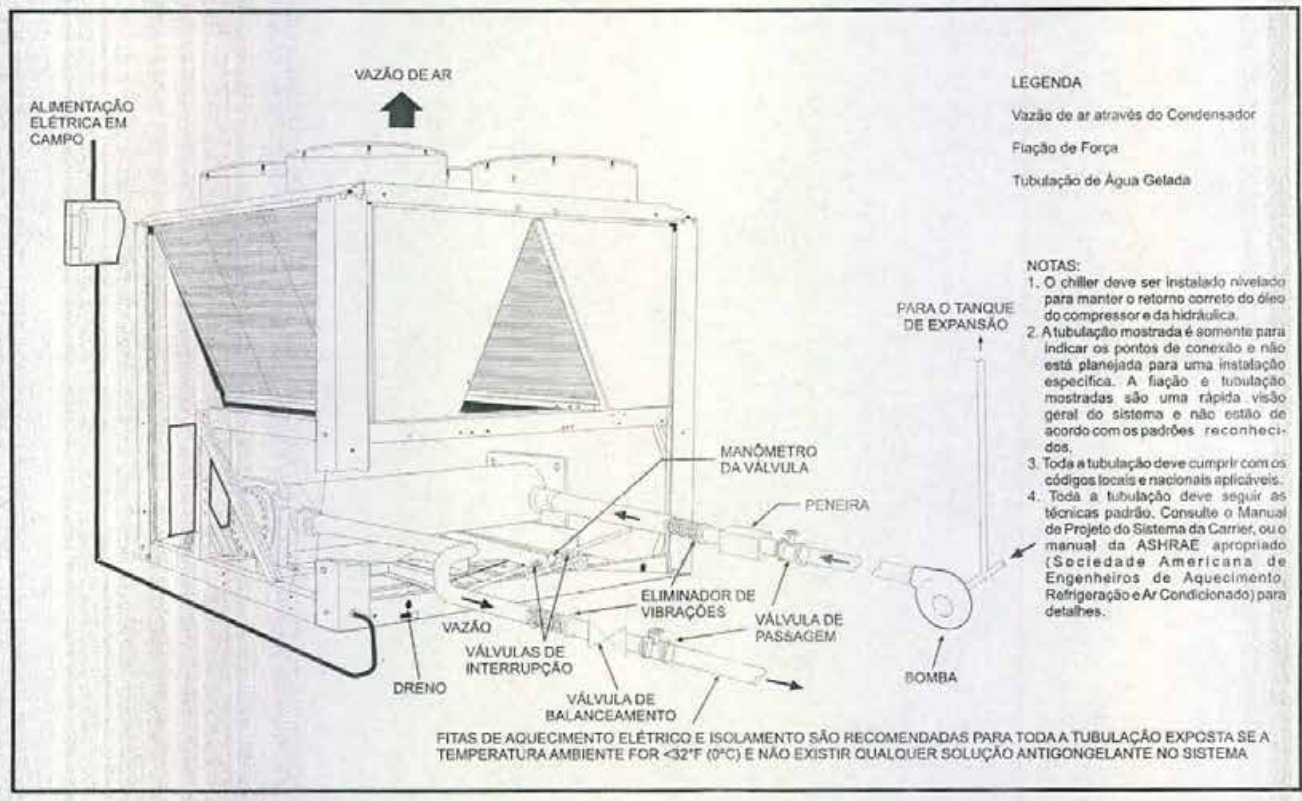 VAZÃO DE AR
ALIMENTAÇÃO
ELÉTRICA EM
CAMPO
LEGENDA
Vazão de ar através do Condensador
Fiação de Força
Tubulação de Água Gelada
NOTAS:
1. O chiller deve ser instalado nivelado
para manter o retorno correto do óleo
do compressor e da hidráulica.
2. A tubulação mostrada é somente para
indicar os pontos de conexão e não
está planejada para uma instalação
específica. A fiação e tubulação
mostradas são uma rápida visão
geral do sistema e não estão de
acordo com os padrões reconheci-
dos.
3. Toda a tubulação deve cumprir com os
códigos locais e nacionais aplicáveis.
4. Toda a tubulação deve seguir as
técnicas padrão. Consulte o Manual
de Projeto do Sistema da Carrier, ou o
manual da ASHRAE apropriado
(Sociedade Americana de
Engenheiros de Aquecimento,
Refrigeração e Ar Condicionado) para
detalhes.
PARA O TANQUE
DE EXPANSÃO
MANÔMETRO
DA VÁLVULA
PENEIRA
ELIMINADOR DE
VIBRAÇÕES
VÁLVULA DE
PASSAGEM
VAZÃO
VÁLVULAS DE
INTERRUPÇÃO
DRENO
VÁLVULA DE
BALANCEAMENTO
BOMBA
FITAS DE AQUECIMENTO ELÉTRICO E ISOLAMENTO SÃO RECOMENDADAS PARA TODA A TUBULAÇÃO EXPOSTA SE A
TEMPERATURA AMBIENTE FOR <32°F (0°C) E NÃO EXISTIR QUALQUER SOLUÇÃO ANTIGONGELANTE NO SISTEMA